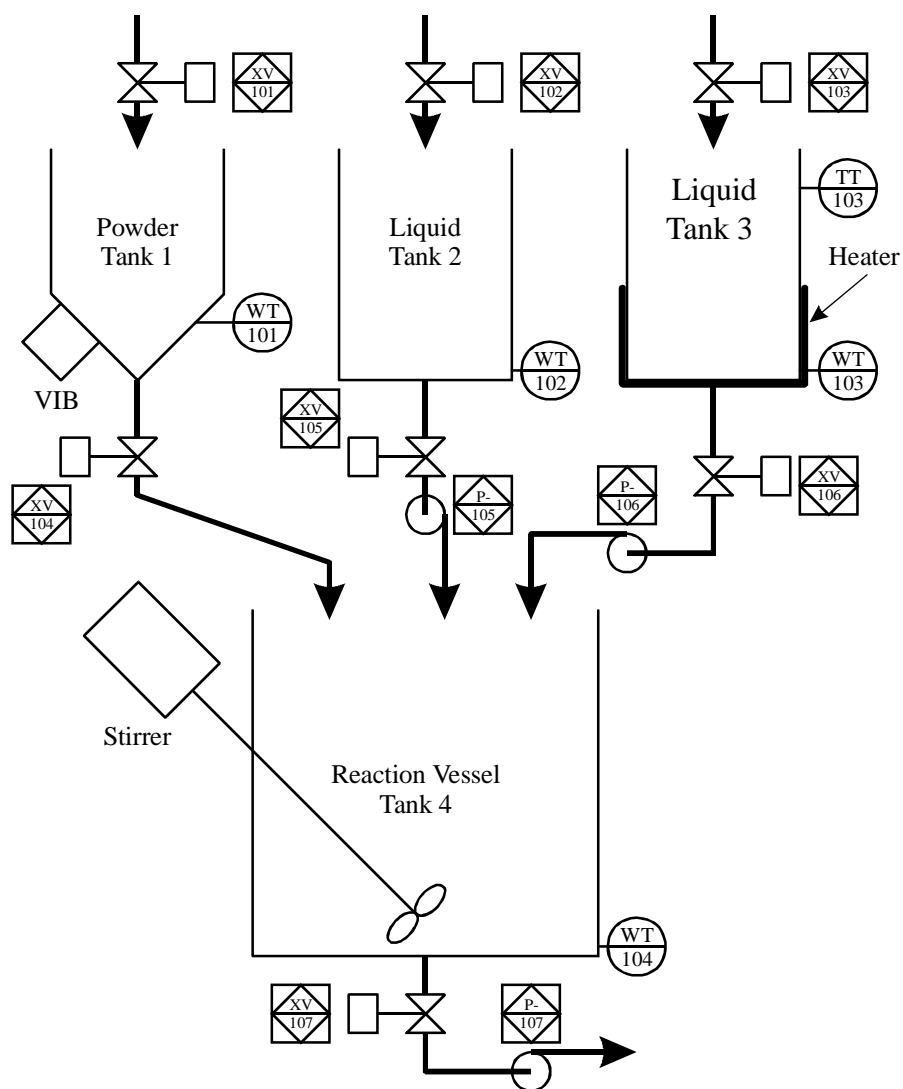 XV
101
XV
102
XV
103
Powder
Tank 1
Liquid
Tank 2
Liquid
Tank 3
TT
103
Heater
WT
101
WT
102
WT
103
VIB
XV
105
XV
104
P-
105
P-
106
XV
106
Stirrer
Reaction Vessel
Tank 4
WT
104
XV
107
P-
107